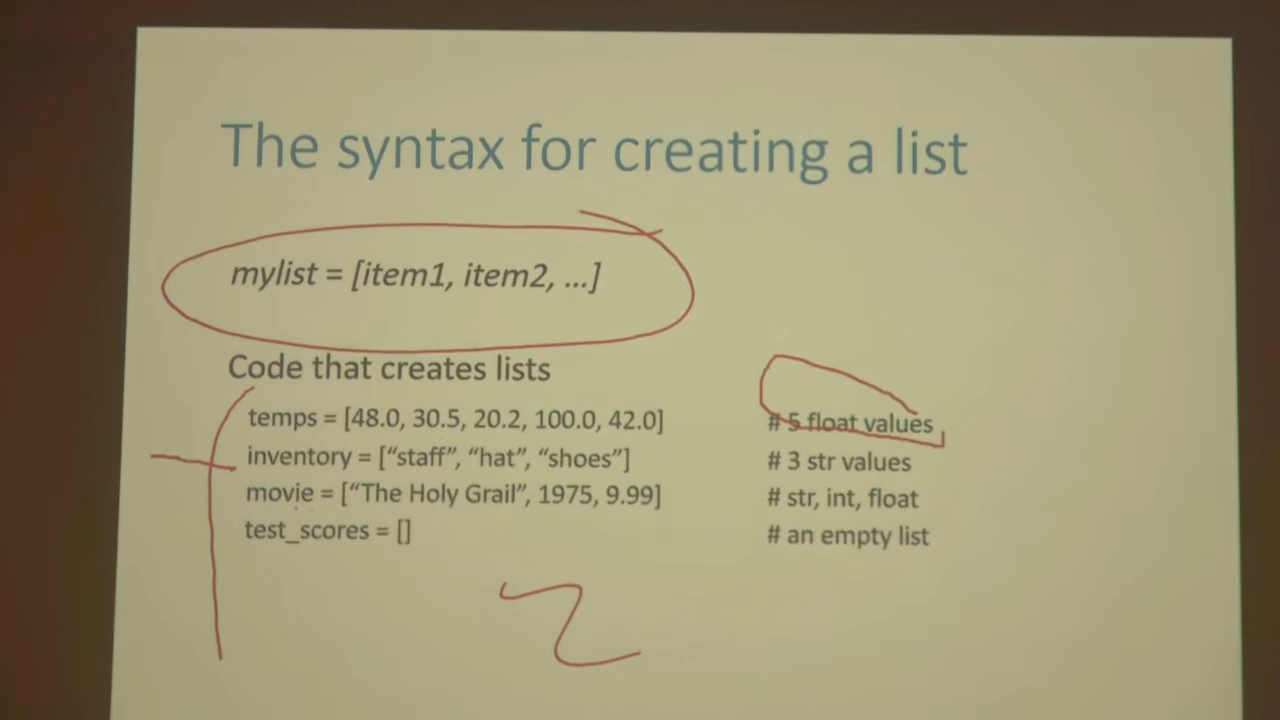 The syntax for creating a list
mylist = [item1, item2, ...]
Code that creates lists
temps = [48.0, 30.5, 20.2, 100.0, 42.0] # 5 float values
inventory = [“staff”, “hat”, “shoes”] # 3 str values
movie = [“The Holy Grail”, 1975, 9.99] # str, int, float
test_scores = [] # an empty list